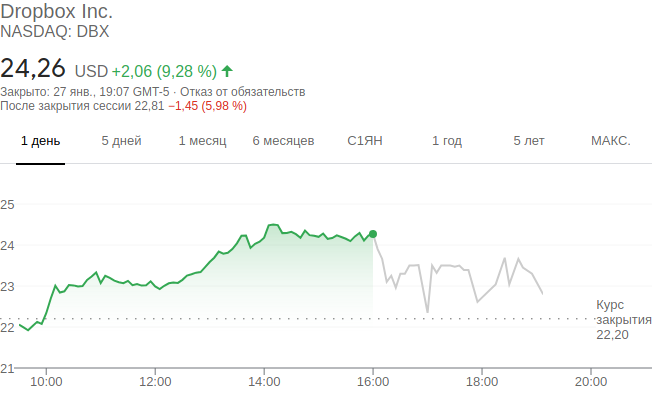 Dropbox Inc.
NASDAQ: DBX
24,26 USD +2,06 (9,28 %)
Закрыто: 27 янв., 19:07 GMT-5 · Отказ от обязательств
После закрытия сессии 22,81 −1,45 (5,98 %)
1 день 5 дней 1 месяц 6 месяцев С1ЯН 1 год 5 лет МАКС.
25
24
23
22
21
Курс
закрытия
22,20
10:00 12:00 14:00 16:00 18:00 20:00